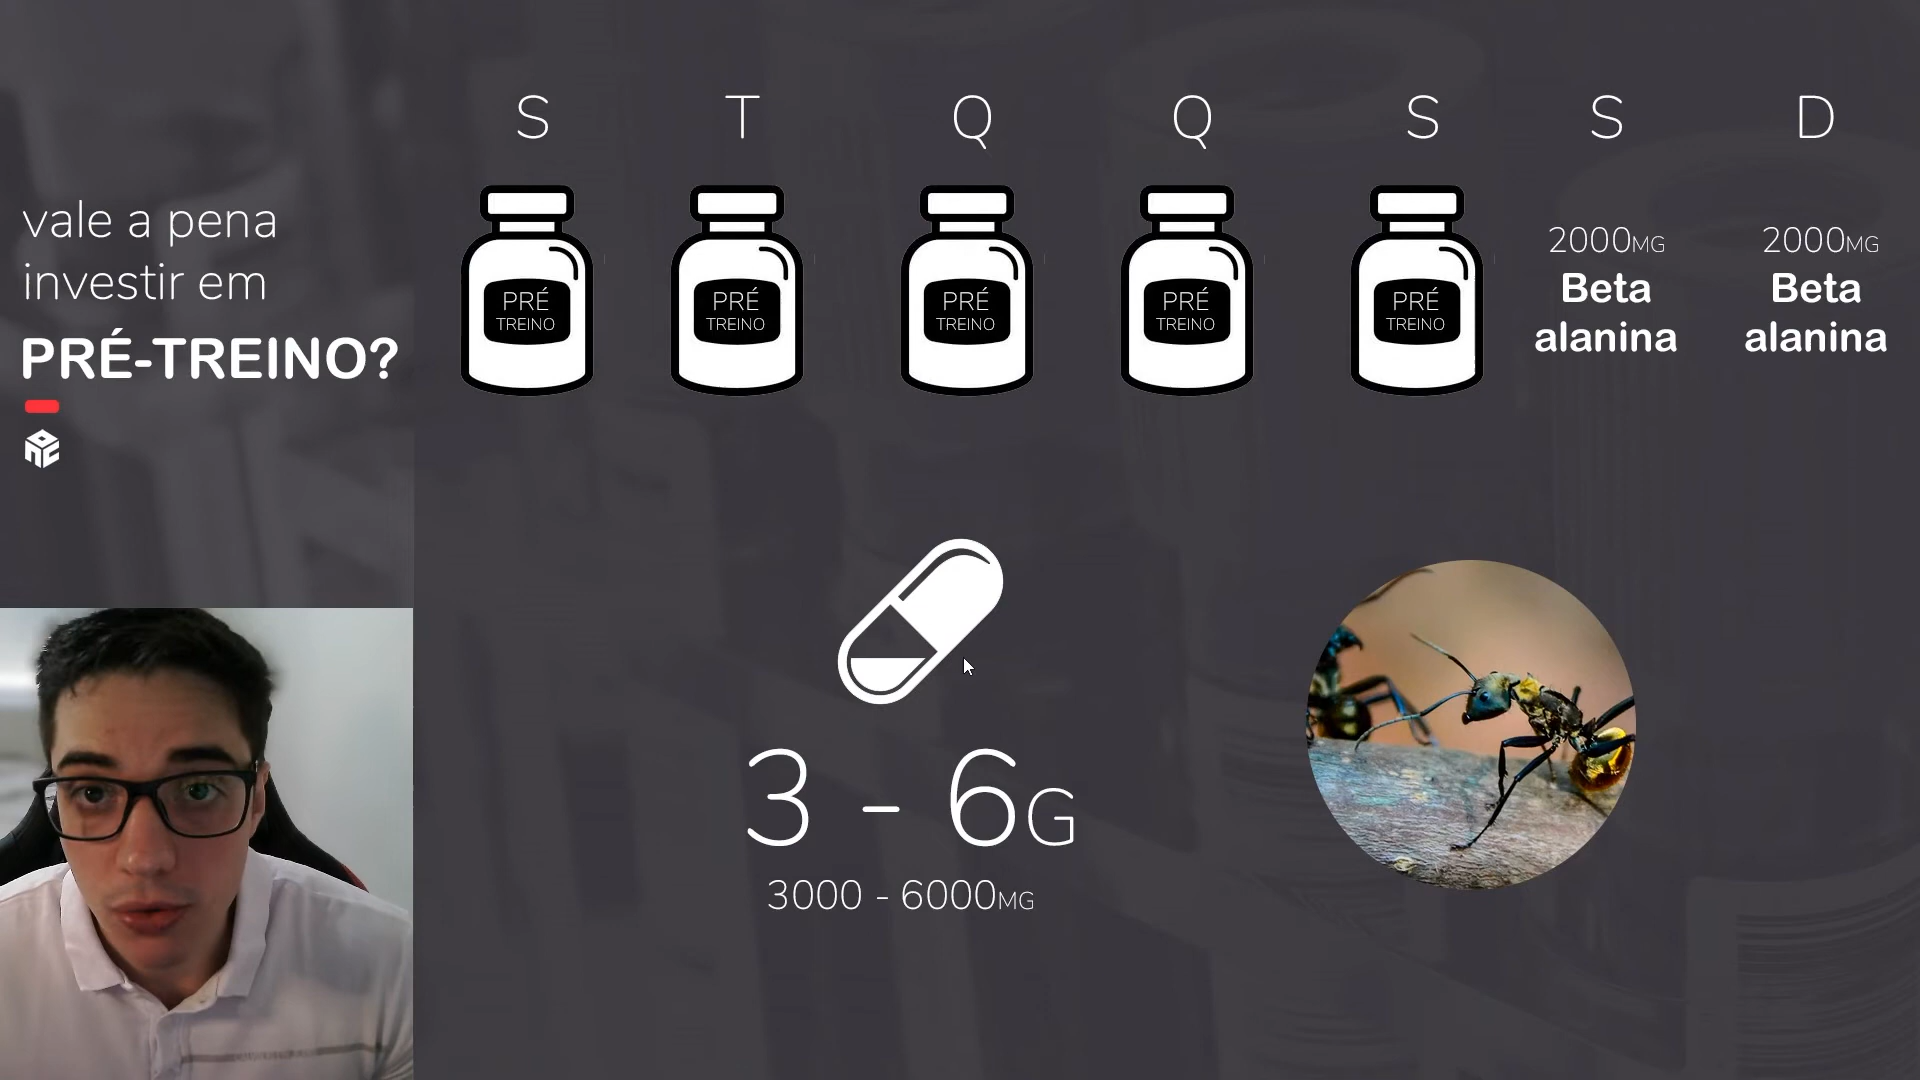 vale a pena
investir em
PRÉ-TREINO?
S T Q Q S S D
PRÉ
TREINO
PRÉ
TREINO
PRÉ
TREINO
PRÉ
TREINO
PRÉ
TREINO
2000MG
Beta
alanina
2000MG
Beta
alanina
3 - 6G
3000 - 6000MG